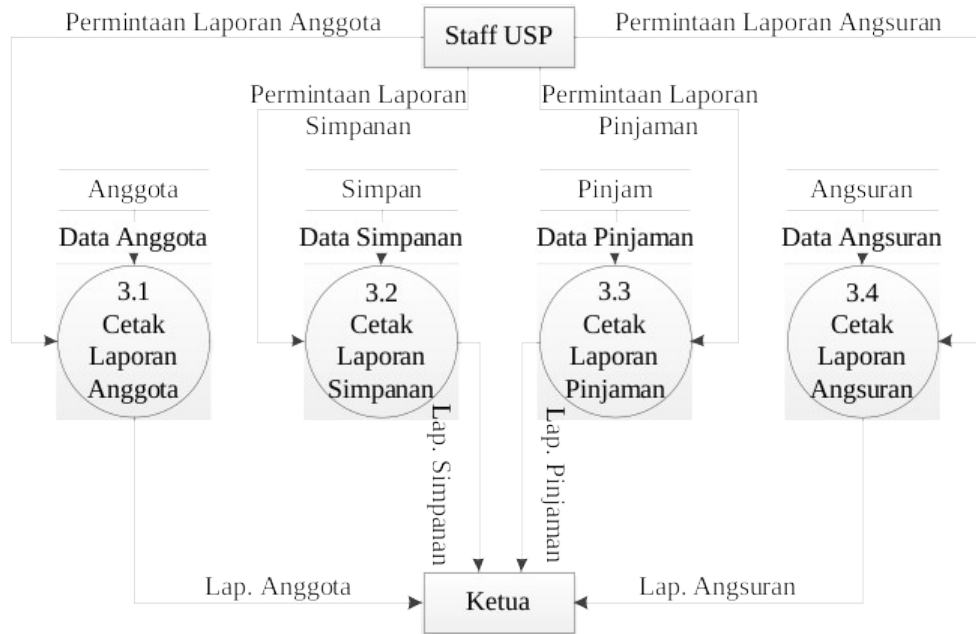 Permintaan Laporan Anggota
Staff USP
Permintaan Laporan Angsuran
Permintaan Laporan
Simpanan
Permintaan Laporan
Pinjaman
Anggota
Simpan
Pinjam
Angsuran
Data Anggota
Data Simpanan
Data Pinjaman
Data Angsuran
3.1
Cetak
Laporan
Anggota
3.2
Cetak
Laporan
Simpanan
3.3
Cetak
Laporan
Pinjaman
3.4
Cetak
Laporan
Angsuran
Lap. Simpanan
Lap. Pinjaman
Lap. Anggota
Ketua
Lap. Angsuran